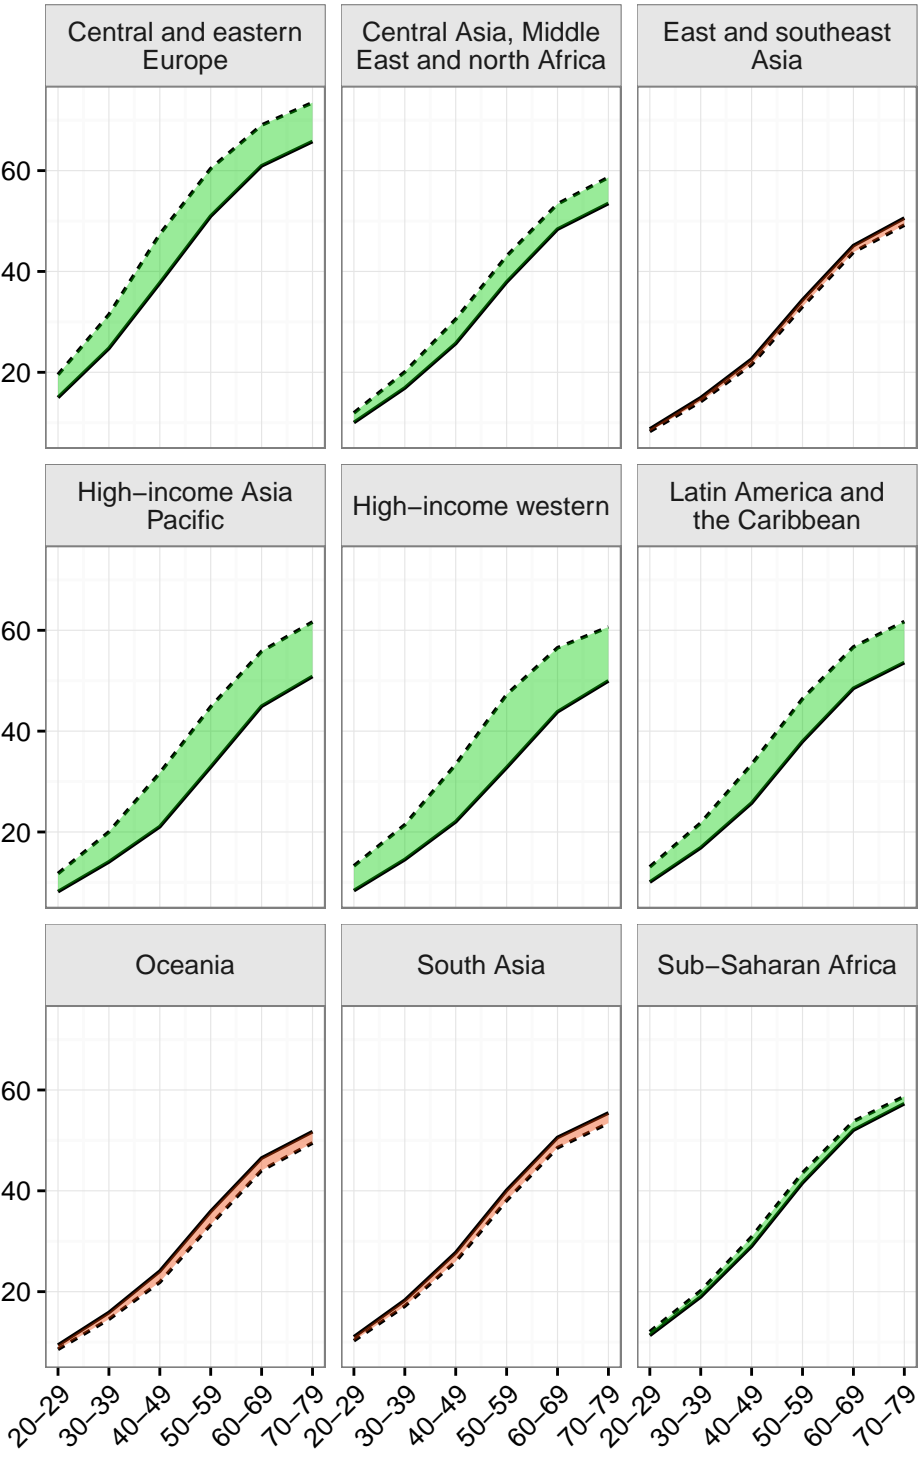 Central and eastern
Europe
Central Asia, Middle
East and north Africa
East and southeast
Asia
60
40
20
High−income Asia
Pacific
High−income western
Latin America and
the Caribbean
60
40
20
Oceania
South Asia
Sub−Saharan Africa
60
40
20
20−29
30−39
40−49
50−59
60−69
70−79
20−29
30−39
40−49
50−59
60−69
70−79
20−29
30−39
40−49
50−59
60−69
70−79